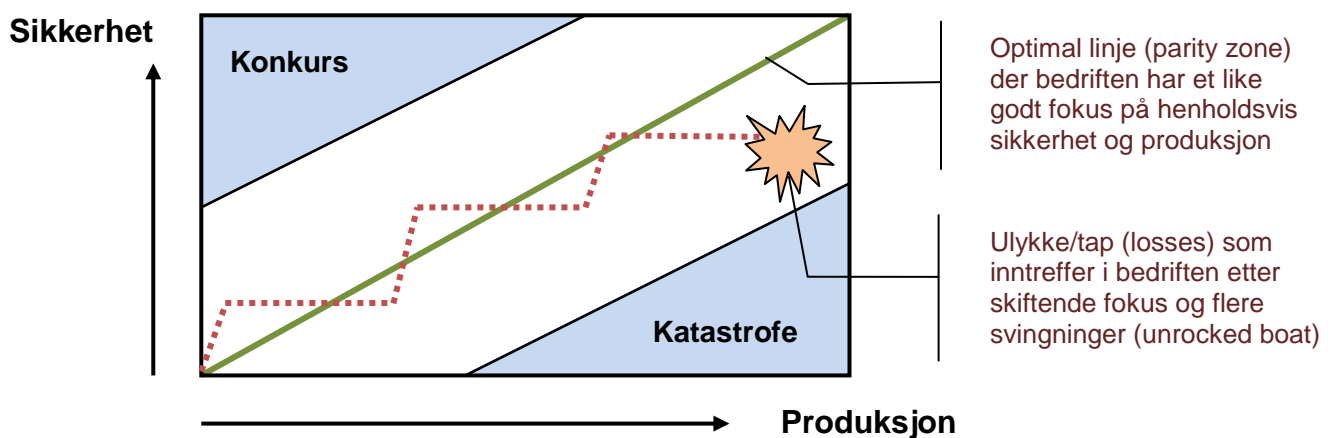 Sikkerhet
Konkurs
Optimal linje (parity zone)
der bedriften har et like
godt fokus på henholdsvis
sikkerhet og produksjon
Ulykke/tap (losses) som
inntreffer i bedriften etter
skiftende fokus og flere
svingninger (unrocked boat)
Katastrofe
Produksjon